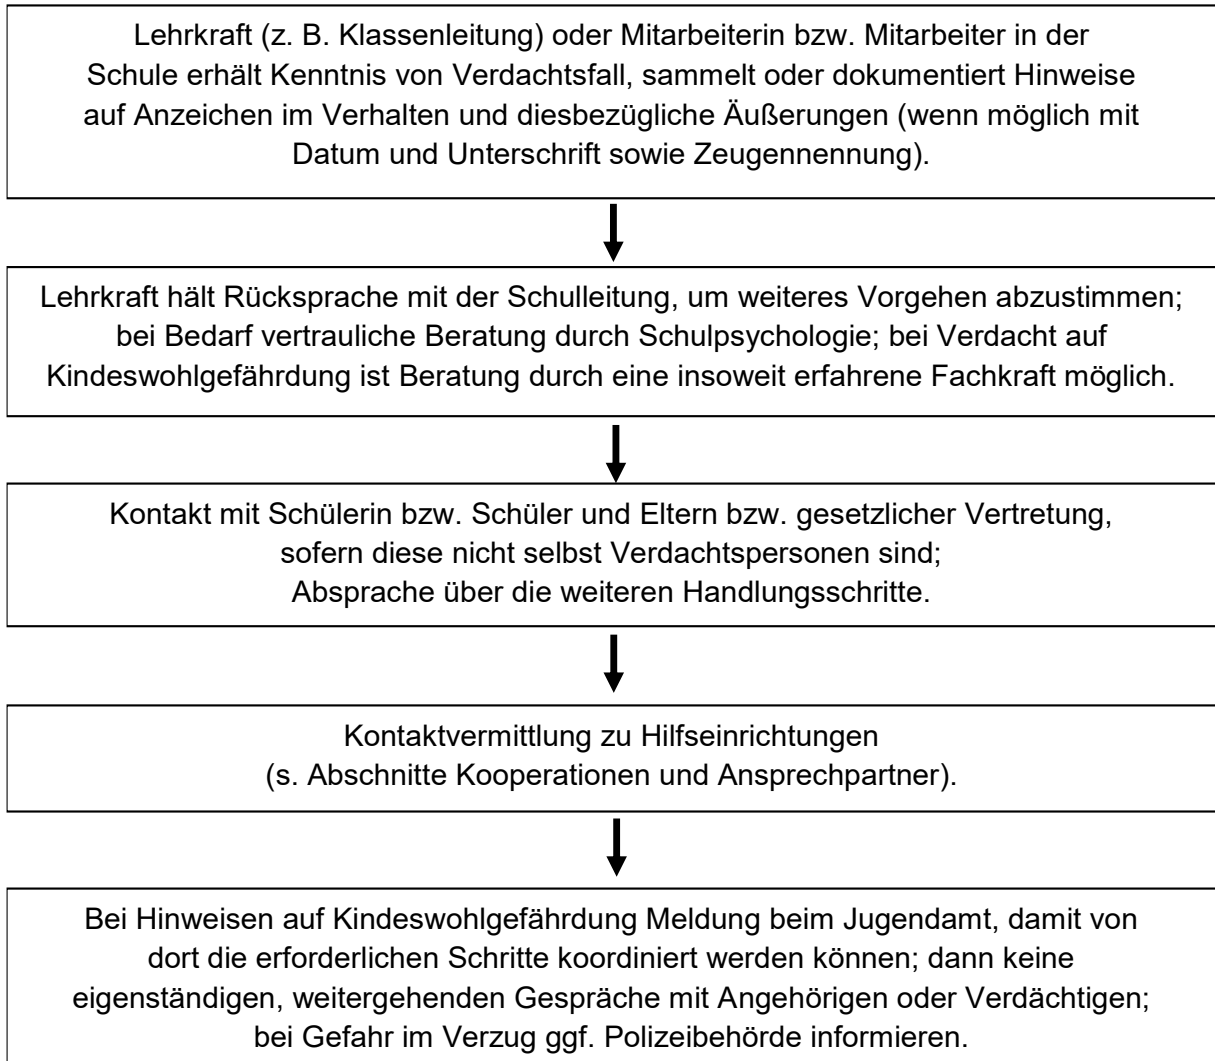 Lehrkraft (z. B. Klassenleitung) oder Mitarbeiterin bzw. Mitarbeiter in der
Schule erhält Kenntnis von Verdachtsfall, sammelt oder dokumentiert Hinweise
auf Anzeichen im Verhalten und diesbezügliche Äußerungen (wenn möglich mit
Datum und Unterschrift sowie Zeugennennung).
Lehrkraft hält Rücksprache mit der Schulleitung, um weiteres Vorgehen abzustimmen;
bei Bedarf vertrauliche Beratung durch Schulpsychologie; bei Verdacht auf
Kindeswohlgefährdung ist Beratung durch eine insoweit erfahrene Fachkraft möglich.
Kontakt mit Schülerin bzw. Schüler und Eltern bzw. gesetzlicher Vertretung,
sofern diese nicht selbst Verdachtspersonen sind;
Absprache über die weiteren Handlungsschritte.
Kontaktvermittlung zu Hilfseinrichtungen
(s. Abschnitte Kooperationen und Ansprechpartner).
Bei Hinweisen auf Kindeswohlgefährdung Meldung beim Jugendamt, damit von
dort die erforderlichen Schritte koordiniert werden können; dann keine
eigenständigen, weitergehenden Gespräche mit Angehörigen oder Verdächtigen;
bei Gefahr im Verzug ggf. Polizeibehörde informieren.